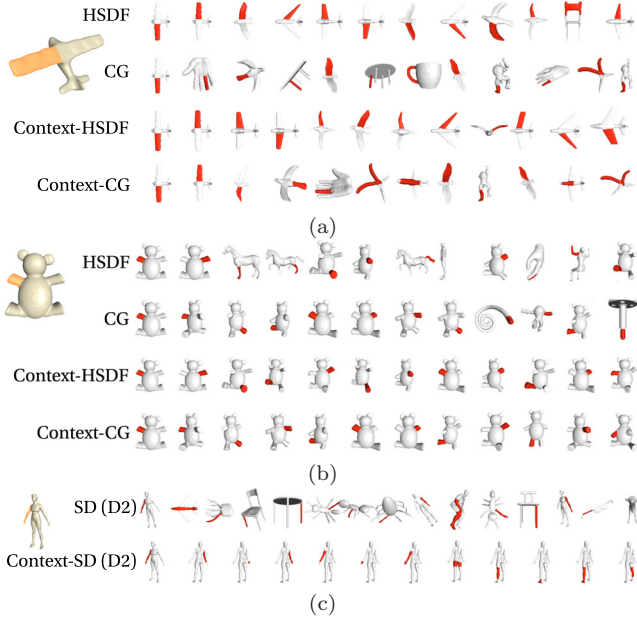 HSDF
CG
Context-HSDF
Context-CG
(a)
HSDF
CG
Context-HSDF
Context-CG
(b)
SD (D2)
Context-SD (D2)
(c)